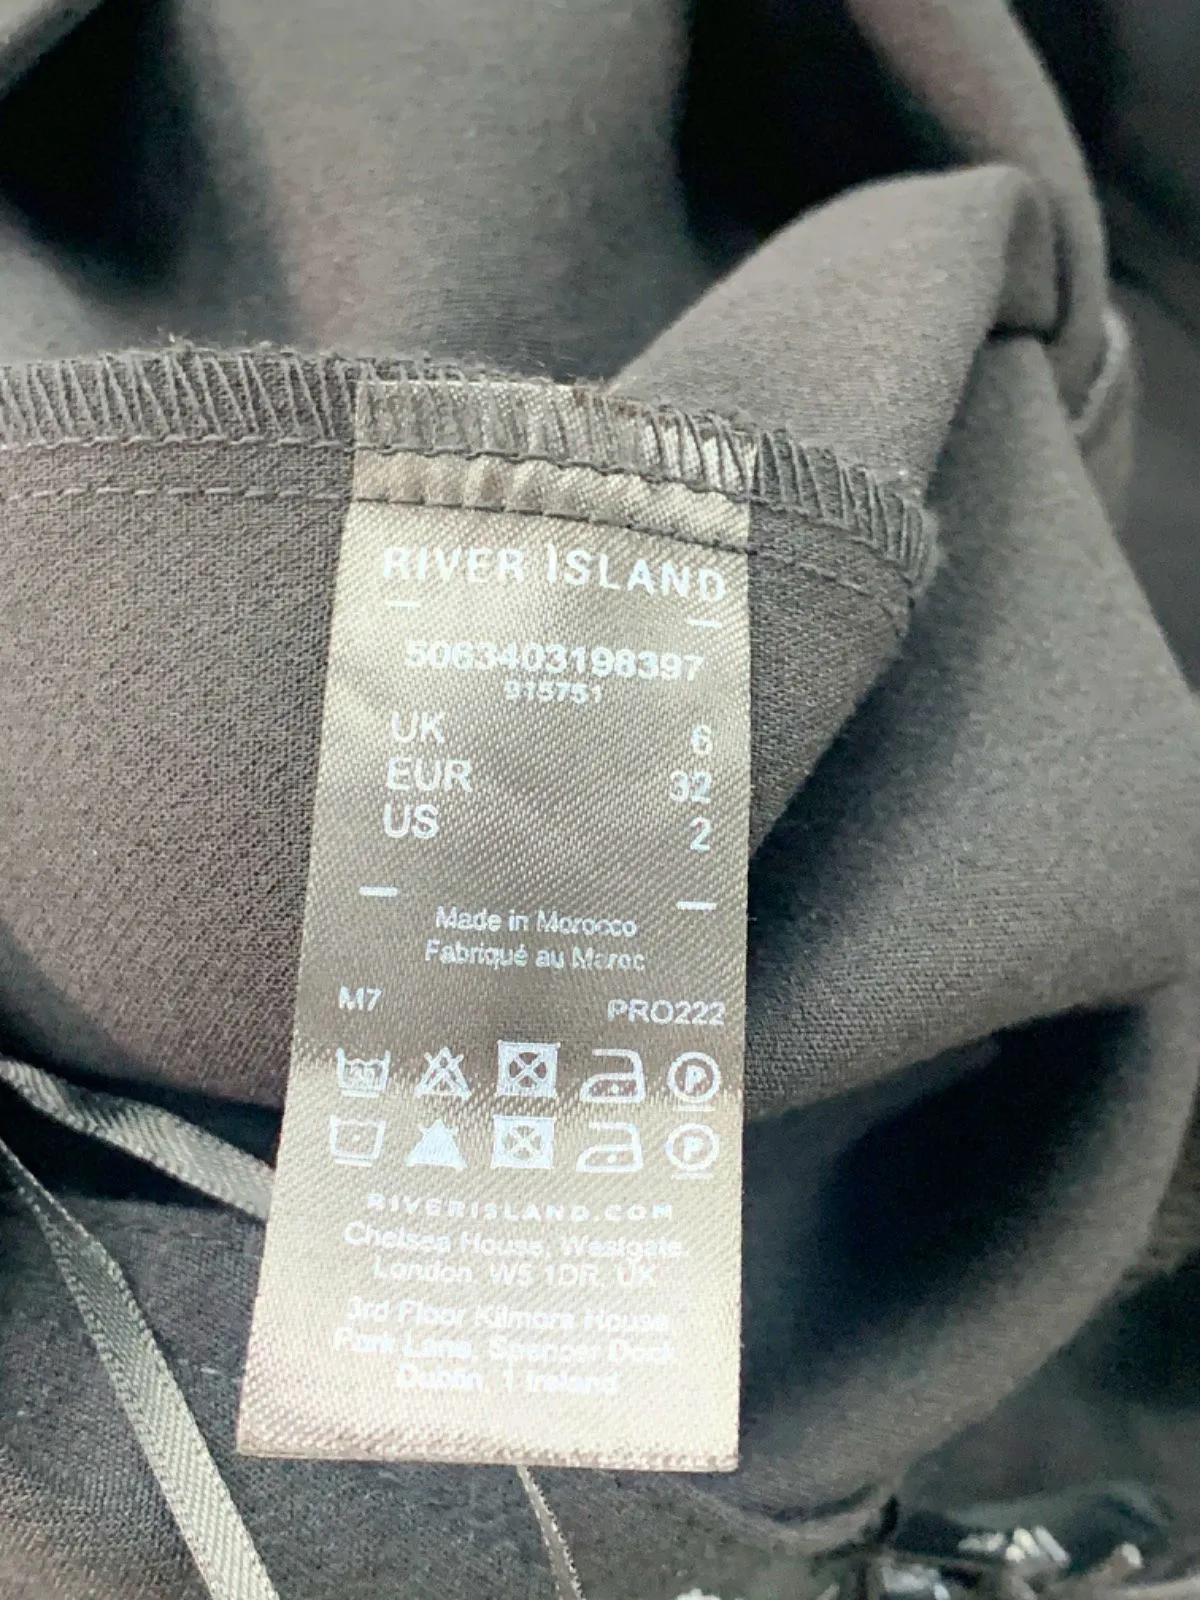 RIVER ISLAND
5063403198397
915751
UK 6
EUR 32
US 2
Made in Morocco
Fabriqué au Maroc
M7 PRO222
P
P
RIVERISLAND.COM
Chelsea House, Westgate,
London, W5 1DR, UK
3rd Floor Kilmore House,
Park Lane, Spencer Dock
Dublin, 1 Ireland